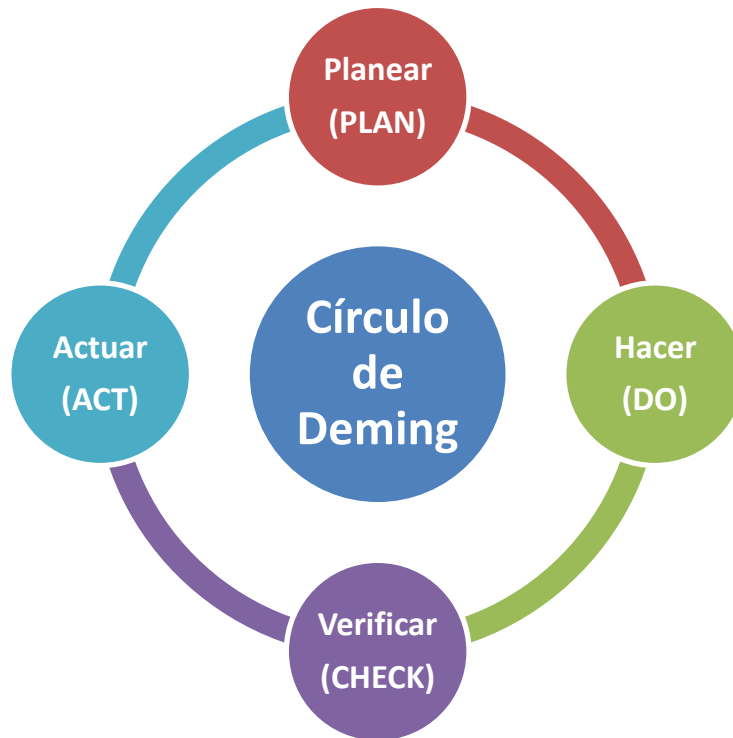 Planear
(PLAN)
Círculo
de
Deming
Actuar
(ACT)
Hacer
(DO)
Verificar
(CHECK)